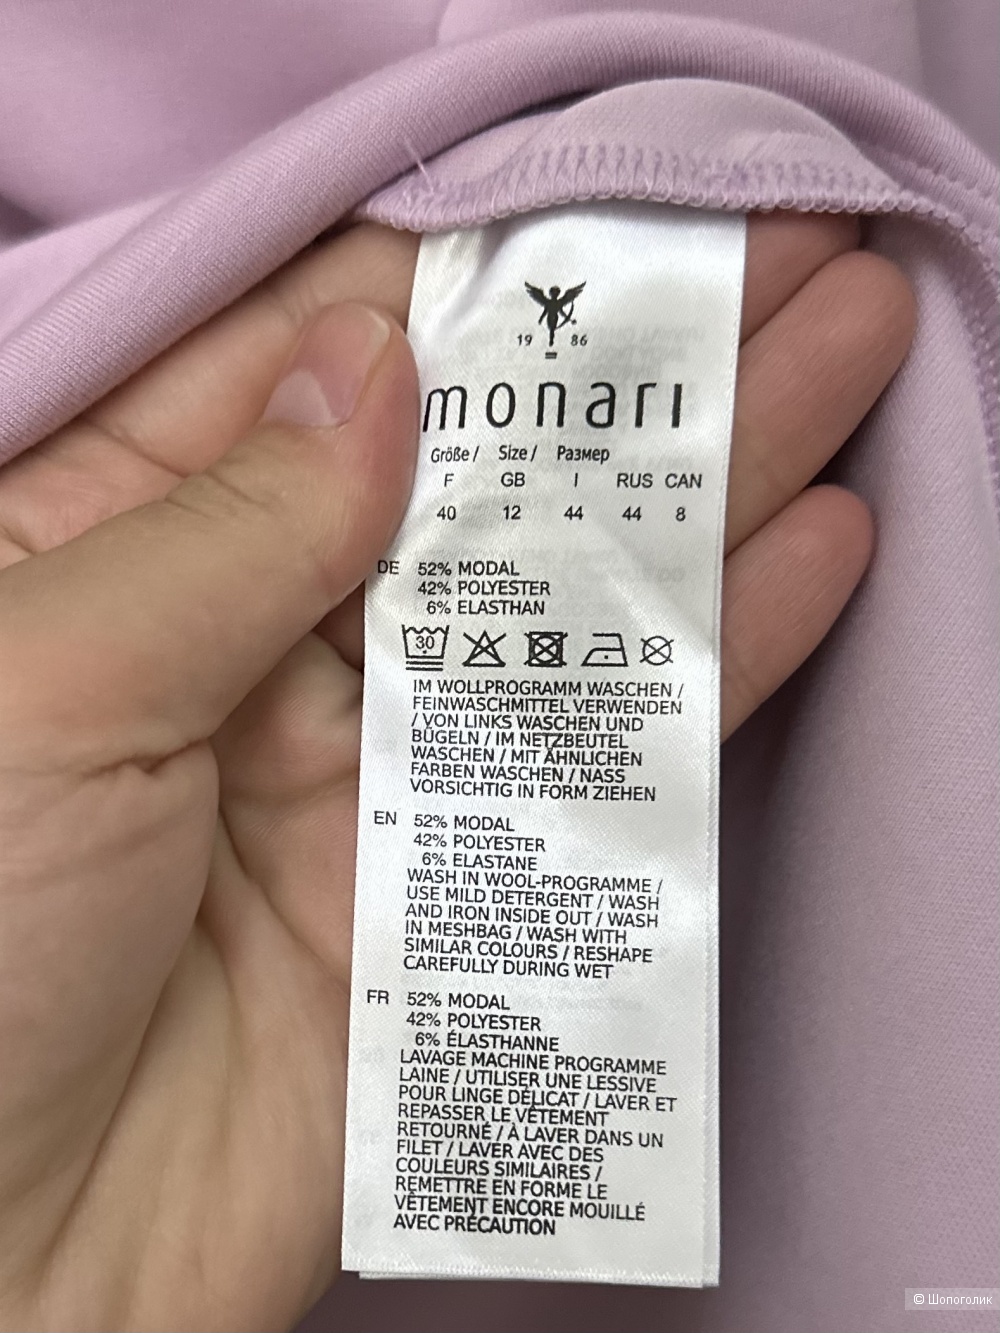 19 86
monari
Größe / Size / Размер
F GB I RUS CAN
40 12 44 44 8
DE 52% MODAL
42% POLYESTER
6% ELASTHAN
30
IM WOLLPROGRAMM WASCHEN /
FEINWASCHMITTEL VERWENDEN
/ VON LINKS WASCHEN UND
BÜGELN / IM NETZBEUTEL
WASCHEN / MIT ÄHNLICHEN
FARBEN WASCHEN / NASS
VORSICHTIG IN FORM ZIEHEN
EN 52% MODAL
42% POLYESTER
6% ELASTANE
WASH IN WOOL-PROGRAMME /
USE MILD DETERGENT / WASH
AND IRON INSIDE OUT / WASH
IN MESHBAG / WASH WITH
SIMILAR COLOURS / RESHAPE
CAREFULLY DURING WET
FR 52% MODAL
42% POLYESTER
6% ÉLASTHANNE
LAVAGE MACHINE PROGRAMME
LAINE / UTILISER UNE LESSIVE
POUR LINGE DÉLICAT / LAVER ET
REPASSER LE VÊTEMENT
RETOURNÉ / À LAVER DANS UN
FILET / LAVER AVEC DES
COULEURS SIMILAIRES /
REMETTRE EN FORME LE
VÊTEMENT ENCORE MOUILLÉ
AVEC PRÉCAUTION
© Шопоголик